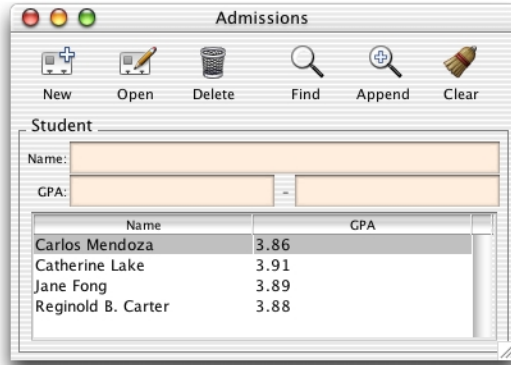 Admissions
New Open Delete Find Append Clear
Student
Name:
GPA: -
Name GPA
Carlos Mendoza 3.86
Catherine Lake 3.91
Jane Fong 3.89
Reginold B. Carter 3.88